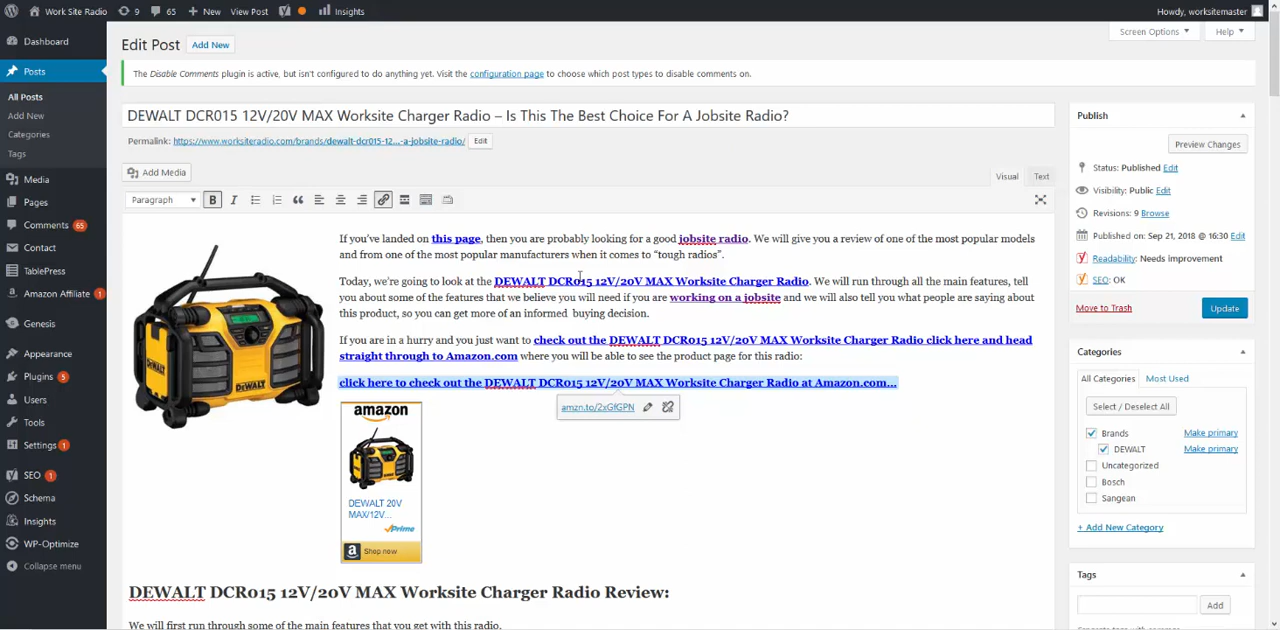 Work Site Radio 9 65 New View Post Insights Howdy, worksitemaster
Screen Options Help
Dashboard
Posts
All Posts
Add New
Categories
Tags
Media
Pages
Comments 65
Contact
TablePress
Amazon Affiliate 1
Genesis
Appearance
Plugins 5
Users
Tools
Settings 1
SEO 1
Schema
Insights
WP-Optimize
Collapse menu
Edit Post Add New
The Disable Comments plugin is active, but isn't configured to do anything yet. Visit the configuration page to choose which post types to disable comments on.
DEWALT DCR015 12V/20V MAX Worksite Charger Radio – Is This The Best Choice For A Jobsite Radio?
Permalink: https://www.worksiteradio.com/brands/dewalt-dcr015-12...-a-jobsite-radio/ Edit
Add Media
Visual Text
Paragraph B I
If you've landed on this page, then you are probably looking for a good jobsite radio. We will give you a review of one of the most popular models
and from one of the most popular manufacturers when it comes to "tough radios".
Today, we're going to look at the DEWALT DCR015 12V/20V MAX Worksite Charger Radio. We will run through all the main features, tell
you about some of the features that we believe you will need if you are working on a jobsite and we will also tell you what people are saying about
this product, so you can get more of an informed buying decision.
If you are in a hurry and you just want to check out the DEWALT DCR015 12V/20V MAX Worksite Charger Radio click here and head
straight through to Amazon.com where you will be able to see the product page for this radio:
click here to check out the DEWALT DCR015 12V/20V MAX Worksite Charger Radio at Amazon.com...
amzn.to/2xGfGPN
DEWALT
amazon
DEWALT 20V
MAX/12V...
Prime
a Shop now
DEWALT DCR015 12V/20V MAX Worksite Charger Radio Review:
We will first run through some of the main features that you get with this radio.
Publish
Preview Changes
Status: Published Edit
Visibility: Public Edit
Revisions: 9 Browse
Published on: Sep 21, 2018 @ 16:30 Edit
Readability: Needs improvement
SEO: OK
Move to Trash Update
Categories
All Categories Most Used
Select / Deselect All
Brands Make primary
DEWALT Make primary
Uncategorized
Bosch
Sangean
+ Add New Category
Tags
Add
Separate tags with commas